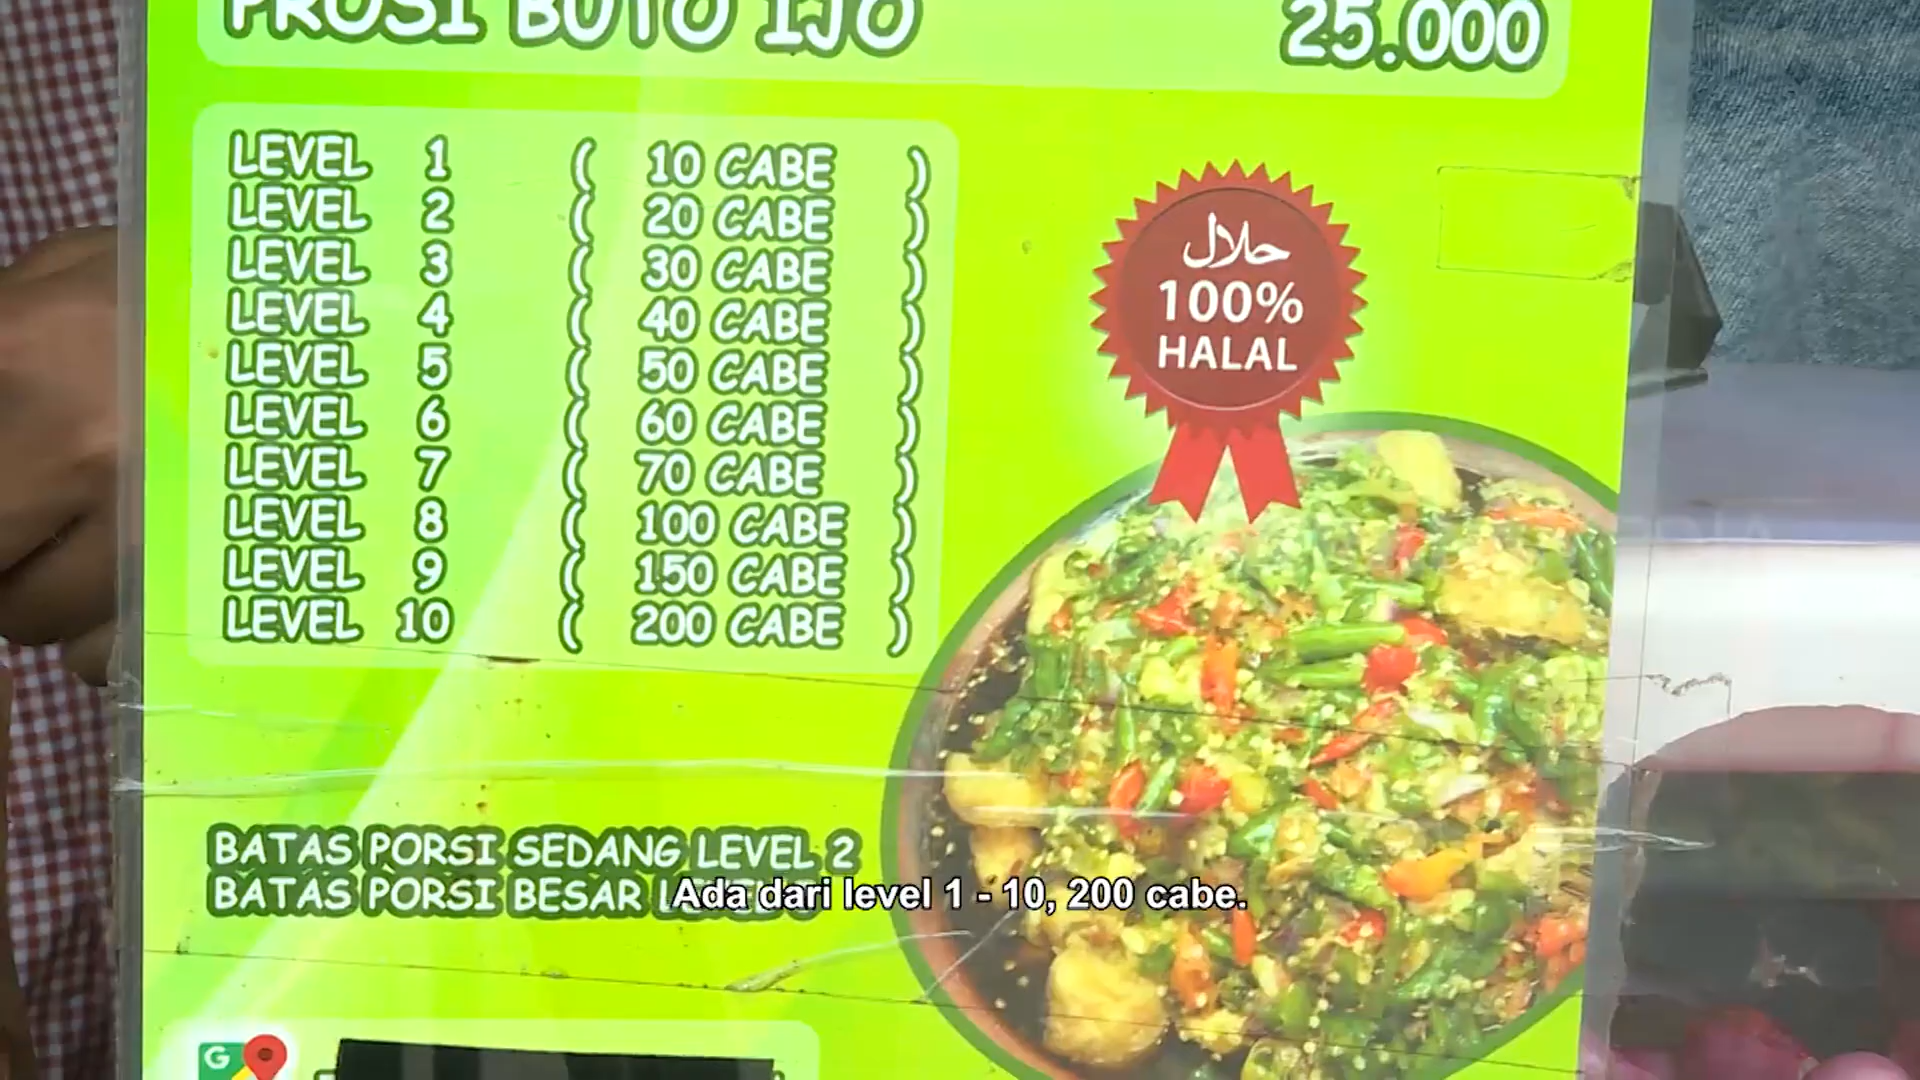 PROSI BUTO IJO 25.000
LEVEL 1 ( 10 CABE )
LEVEL 2 ( 20 CABE )
LEVEL 3 ( 30 CABE )
LEVEL 4 ( 40 CABE )
LEVEL 5 ( 50 CABE )
LEVEL 6 ( 60 CABE )
LEVEL 7 ( 70 CABE )
LEVEL 8 ( 100 CABE )
LEVEL 9 ( 150 CABE )
LEVEL 10 ( 200 CABE )
حلال
100%
HALAL
BATAS PORSI SEDANG LEVEL 2
BATAS PORSI BESAR
Ada dari level 1 - 10, 200 cabe.
G